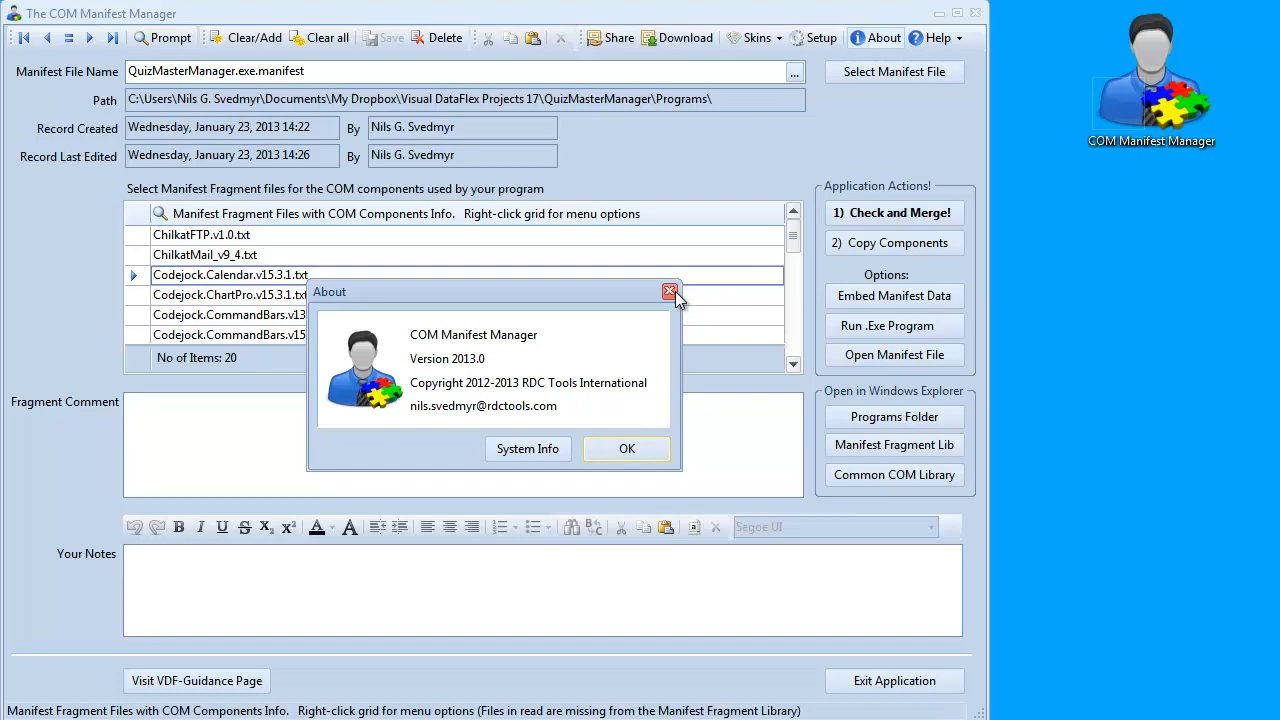 The COM Manifest Manager
Prompt Clear/Add Clear all Save Delete Share Download Skins Setup About Help
Manifest File Name QuizMasterManager.exe.manifest ... Select Manifest File
Path C:\Users\Nils G. Svedmyr\Documents\My Dropbox\Visual DataFlex Projects 17\QuizMasterManager\Programs\
Record Created Wednesday, January 23, 2013 14:22 By Nils G. Svedmyr
Record Last Edited Wednesday, January 23, 2013 14:26 By Nils G. Svedmyr
Select Manifest Fragment files for the COM components used by your program
Manifest Fragment Files with COM Components Info. Right-click grid for menu options
ChilkatFTP.v1.0.txt
ChilkatMail_v9_4.txt
Codejock.Calendar.v15.3.1.txt
Codejock.ChartPro.v15.3.1.txt
Codejock.CommandBars.v13
Codejock.CommandBars.v15
No of Items: 20
Application Actions!
1) Check and Merge!
2) Copy Components
Options:
Embed Manifest Data
Run .Exe Program
Open Manifest File
About
COM Manifest Manager
Version 2013.0
Copyright 2012-2013 RDC Tools International
nils.svedmyr@rdctools.com
System Info OK
Fragment Comment
Open in Windows Explorer
Programs Folder
Manifest Fragment Lib
Common COM Library
B I U S X₂ X² A A Segoe UI
Your Notes
Visit VDF-Guidance Page Exit Application
Manifest Fragment Files with COM Components Info. Right-click grid for menu options (Files in read are missing from the Manifest Fragment Library)
COM Manifest Manager